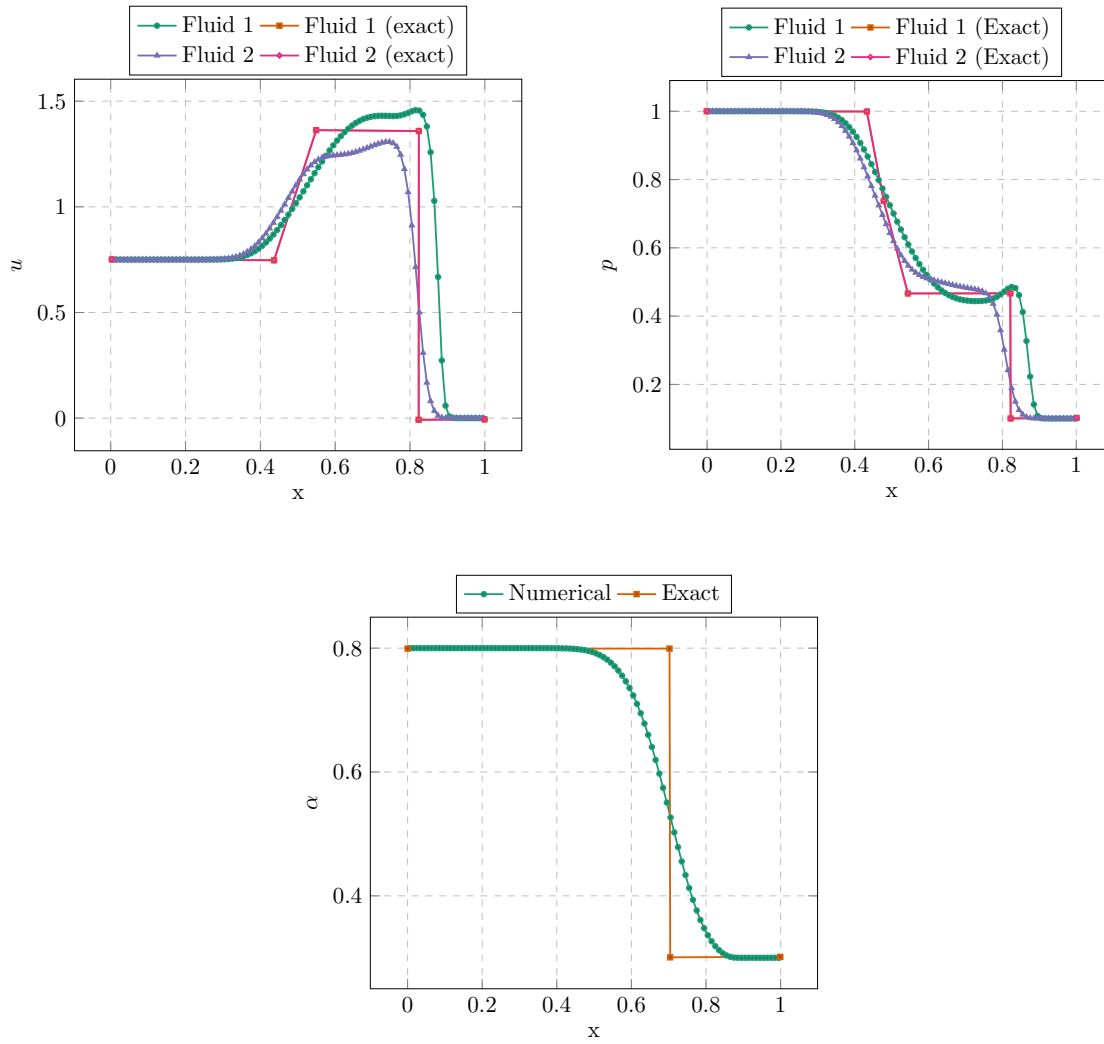 Fluid 1 Fluid 1 (exact)
Fluid 2 Fluid 2 (exact)
1.5
1
0.5
0
u
0 0.2 0.4 0.6 0.8 1
x
Fluid 1 Fluid 1 (Exact)
Fluid 2 Fluid 2 (Exact)
1
0.8
0.6
0.4
0.2
p
0 0.2 0.4 0.6 0.8 1
x
Numerical Exact
0.8
0.6
0.4
α
0 0.2 0.4 0.6 0.8 1
x